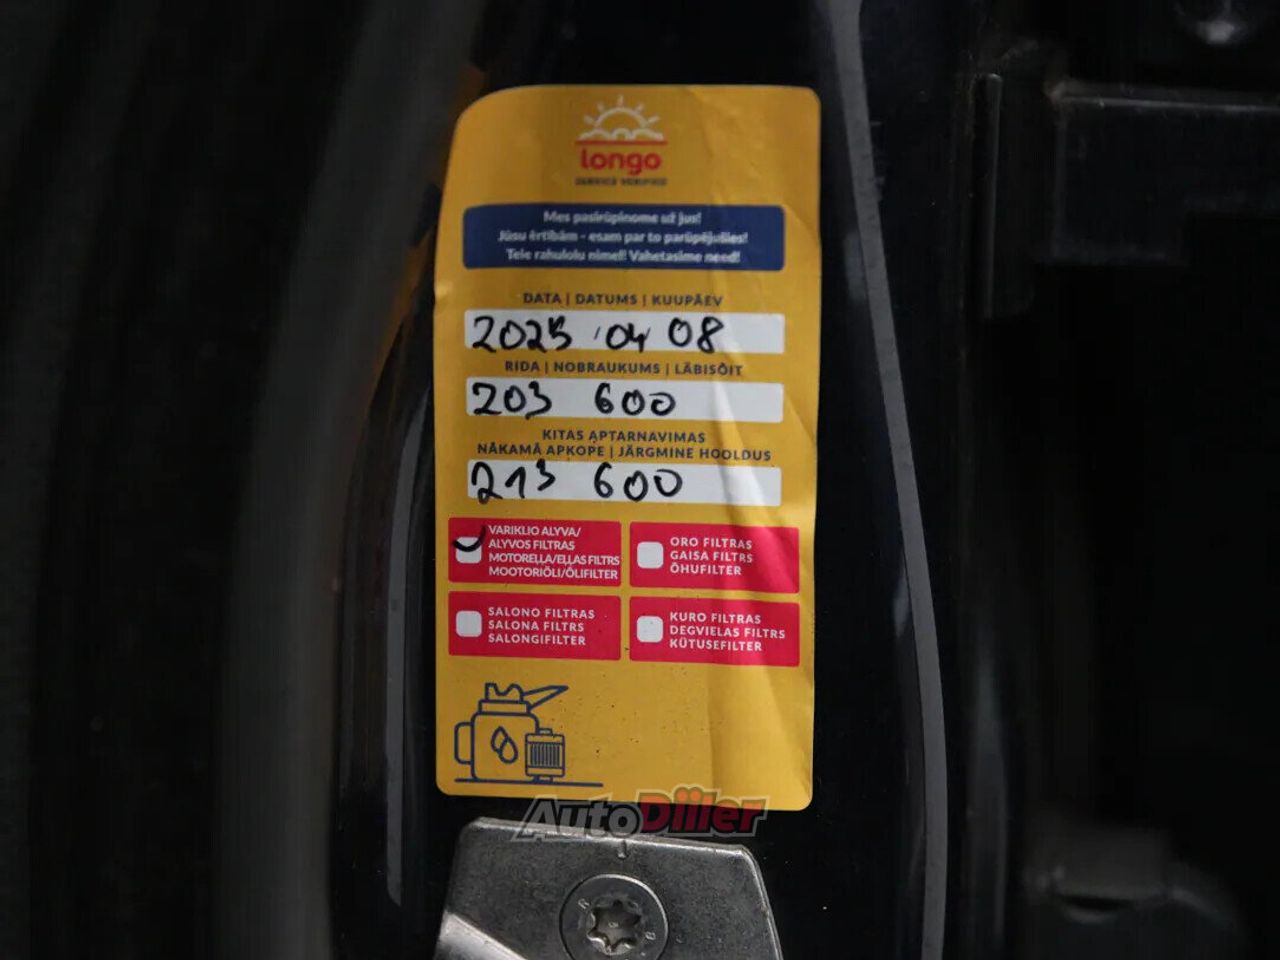 longo
SERVICE VERIFIED
Mes pasirūpinome už jus!
Jūsu ērtībām - esam par to parūpējušies!
Teie rahulolu nimel! Vahetasime need!
DATA | DATUMS | KUUPÄEV
2025 04 08
RIDA | NOBRAUKUMS | LÄBISÕIT
203 600
KITAS APTARNAVIMAS
NĀKAMĀ APKOPE | JÄRGMINE HOOLDUS
213 600
VARIKLIO ALYVA/
ALYVOS FILTRAS
MOTOREĻĻA/EĻĻAS FILTRS
MOOTORIÕLI/ÕLIFILTER
ORO FILTRAS
GAISA FILTRS
ÕHUFILTER
SALONO FILTRAS
SALONA FILTRS
SALONGIFILTER
KURO FILTRAS
DEGVIELAS FILTRS
KÜTUSEFILTER
AutoDiiler